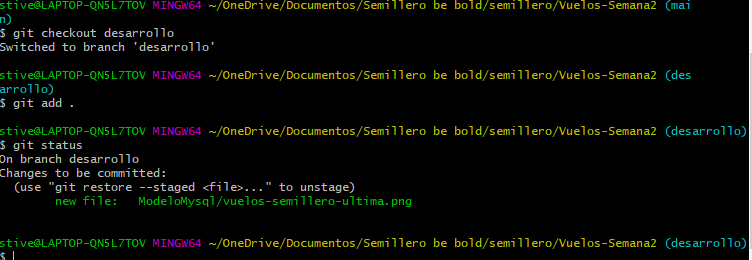 stive@LAPTOP-QN5L7TOV MINGW64 ~/OneDrive/Documentos/Semillero be bold/semillero/Vuelos-Semana2 (mai
n)
$ git checkout desarrollo
Switched to branch 'desarrollo'
stive@LAPTOP-QN5L7TOV MINGW64 ~/OneDrive/Documentos/Semillero be bold/semillero/Vuelos-Semana2 (des
arrollo)
$ git add .
stive@LAPTOP-QN5L7TOV MINGW64 ~/OneDrive/Documentos/Semillero be bold/semillero/Vuelos-Semana2 (desarrollo)
$ git status
On branch desarrollo
Changes to be committed:
  (use "git restore --staged <file>..." to unstage)
        new file:   ModeloMysql/vuelos-semillero-ultima.png
stive@LAPTOP-QN5L7TOV MINGW64 ~/OneDrive/Documentos/Semillero be bold/semillero/Vuelos-Semana2 (desarrollo)
$